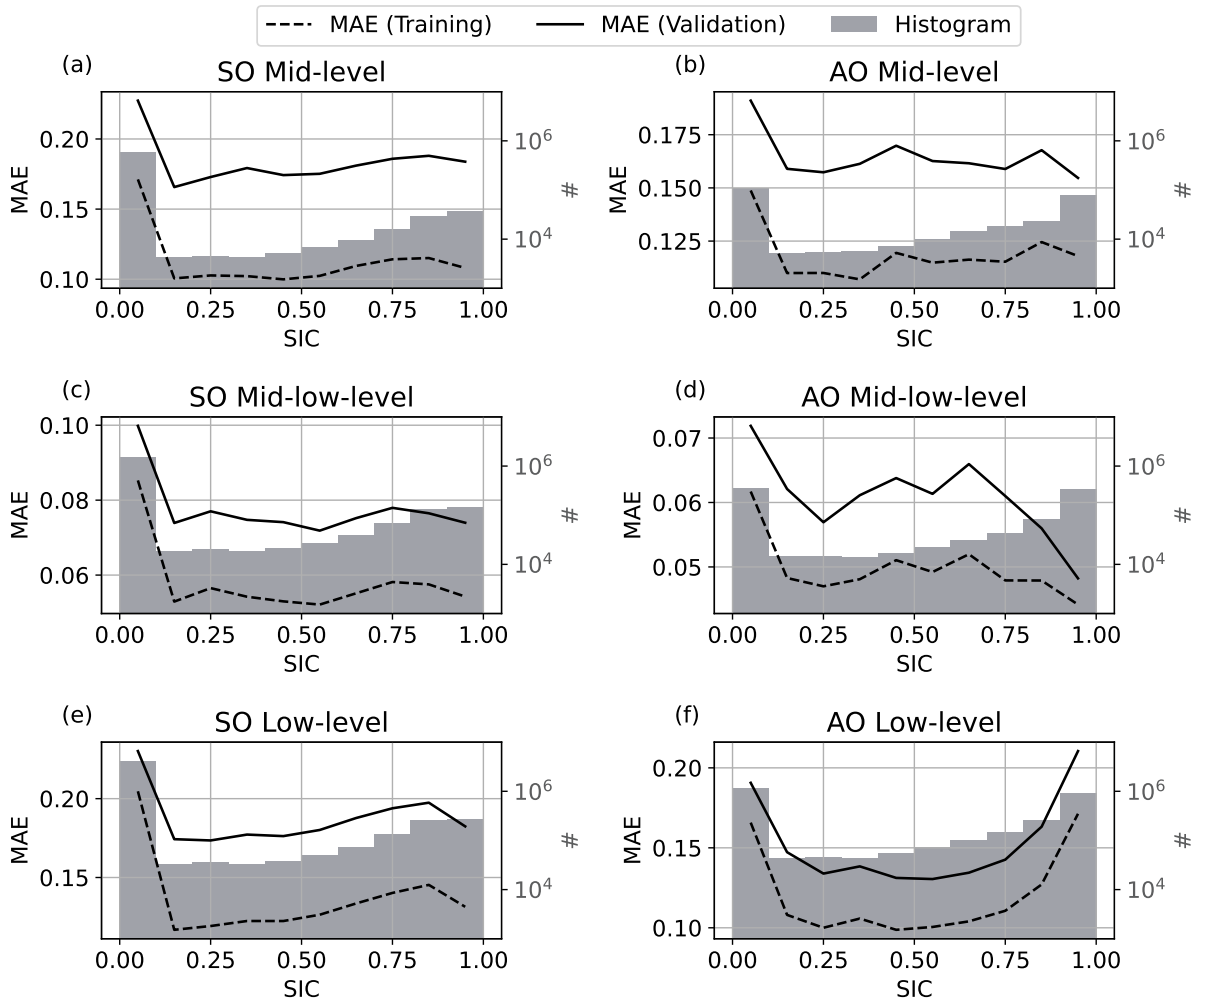 MAE (Training) MAE (Validation) Histogram
(a) SO Mid-level
0.20
0.15
0.10
MAE
10^6
10^4
#
0.00 0.25 0.50 0.75 1.00
SIC
(b) AO Mid-level
0.175
0.150
0.125
MAE
10^6
10^4
#
0.00 0.25 0.50 0.75 1.00
SIC
(c) SO Mid-low-level
0.10
0.08
0.06
MAE
10^6
10^4
#
0.00 0.25 0.50 0.75 1.00
SIC
(d) AO Mid-low-level
0.07
0.06
0.05
MAE
10^6
10^4
#
0.00 0.25 0.50 0.75 1.00
SIC
(e) SO Low-level
0.20
0.15
MAE
10^6
10^4
#
0.00 0.25 0.50 0.75 1.00
SIC
(f) AO Low-level
0.20
0.15
0.10
MAE
10^6
10^4
#
0.00 0.25 0.50 0.75 1.00
SIC